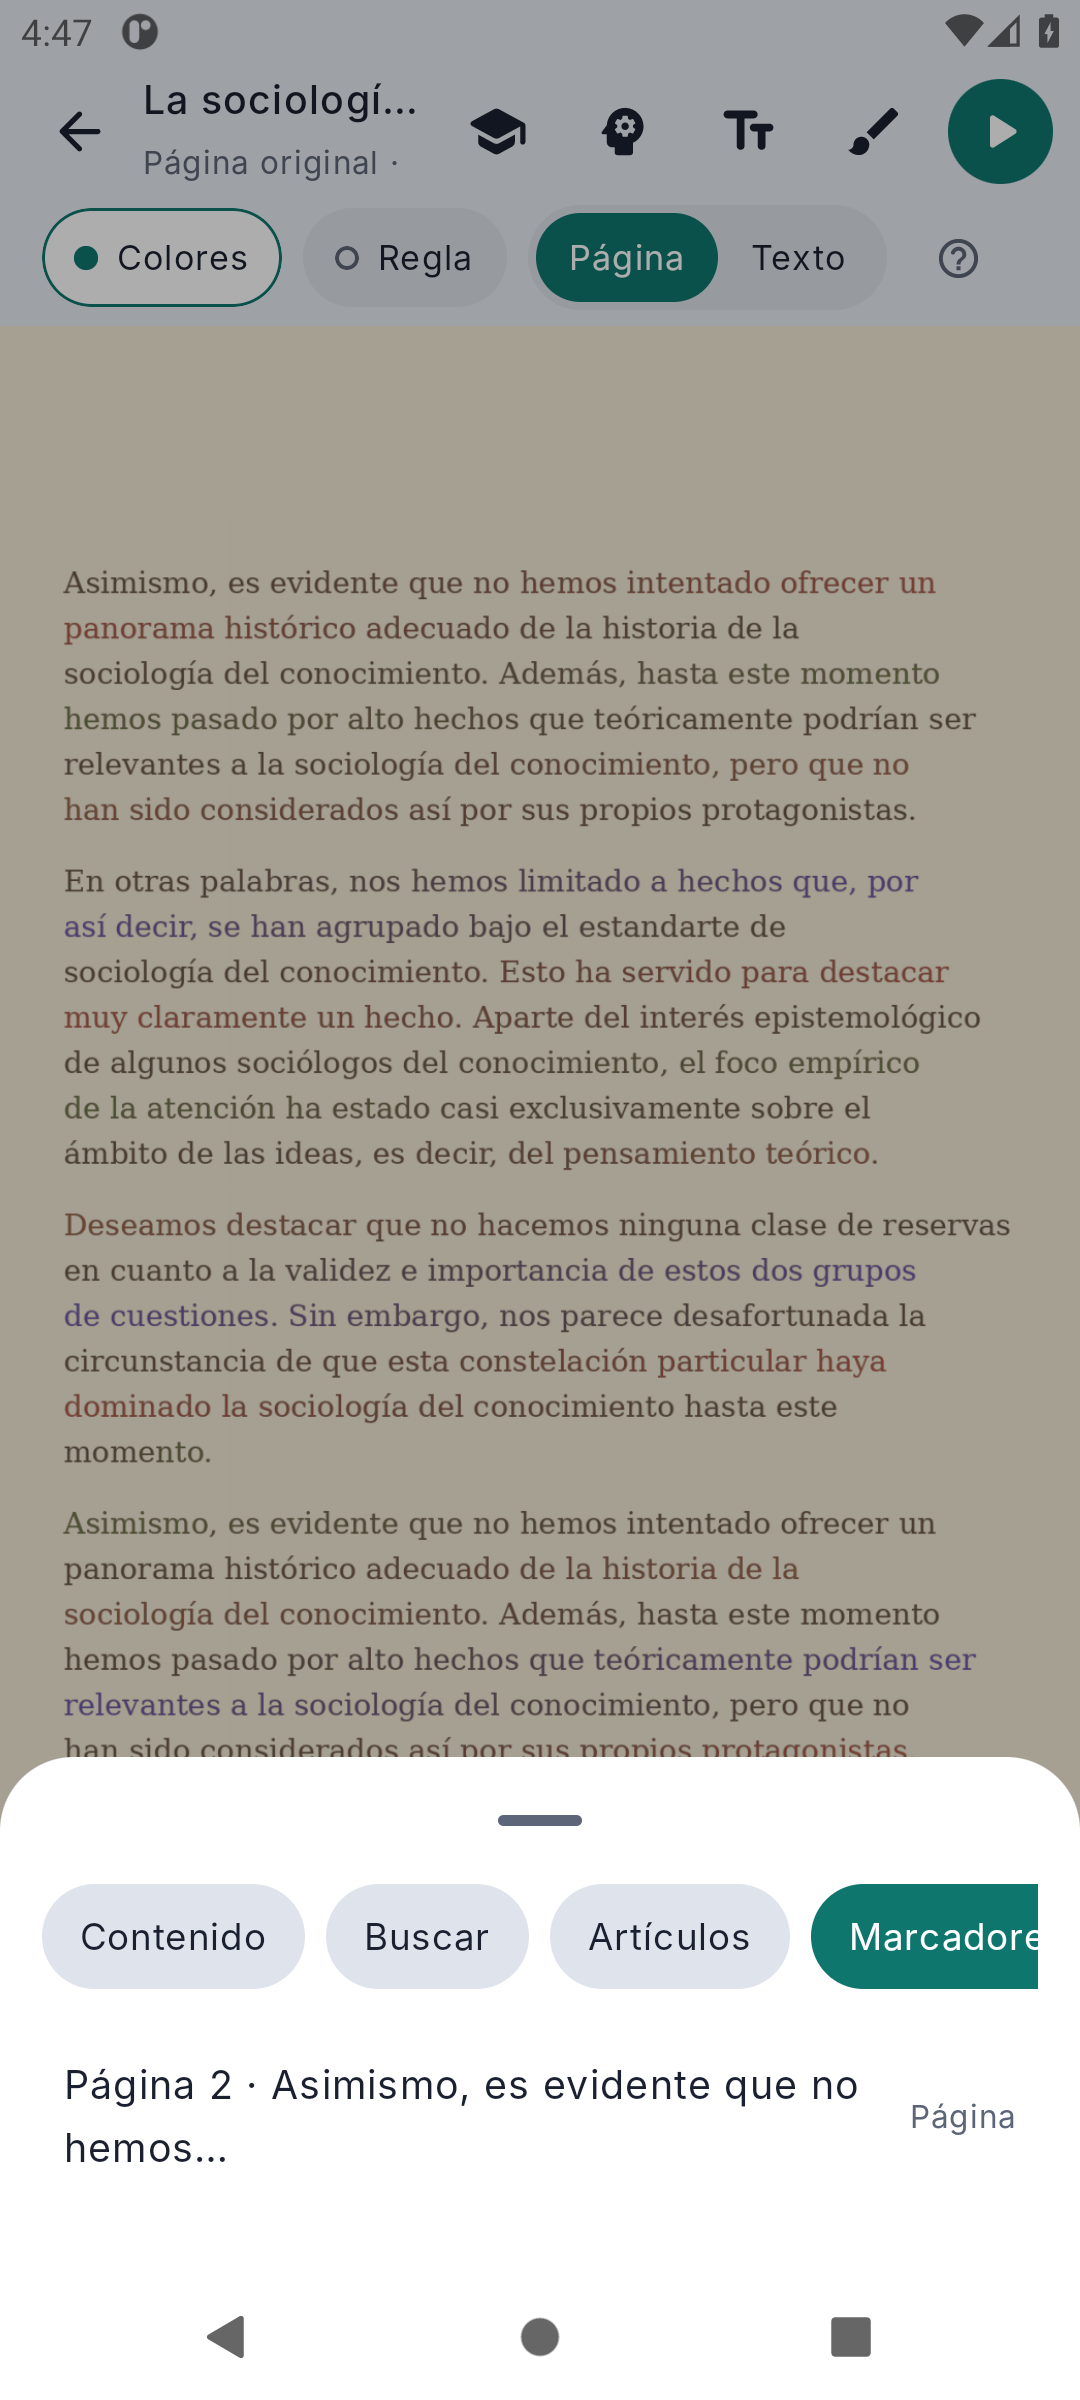 4:47
La sociologí...
Página original ·
Colores
Regla
Página
Texto
Asimismo, es evidente que no hemos intentado ofrecer un
panorama histórico adecuado de la historia de la
sociología del conocimiento. Además, hasta este momento
hemos pasado por alto hechos que teóricamente podrían ser
relevantes a la sociología del conocimiento, pero que no
han sido considerados así por sus propios protagonistas.
En otras palabras, nos hemos limitado a hechos que, por
así decir, se han agrupado bajo el estandarte de
sociología del conocimiento. Esto ha servido para destacar
muy claramente un hecho. Aparte del interés epistemológico
de algunos sociólogos del conocimiento, el foco empírico
de la atención ha estado casi exclusivamente sobre el
ámbito de las ideas, es decir, del pensamiento teórico.
Deseamos destacar que no hacemos ninguna clase de reservas
en cuanto a la validez e importancia de estos dos grupos
de cuestiones. Sin embargo, nos parece desafortunada la
circunstancia de que esta constelación particular haya
dominado la sociología del conocimiento hasta este
momento.
Asimismo, es evidente que no hemos intentado ofrecer un
panorama histórico adecuado de la historia de la
sociología del conocimiento. Además, hasta este momento
hemos pasado por alto hechos que teóricamente podrían ser
relevantes a la sociología del conocimiento, pero que no
han sido considerados así por sus propios protagonistas.
Contenido
Buscar
Artículos
Marcadore
Página 2 · Asimismo, es evidente que no
hemos...
Página